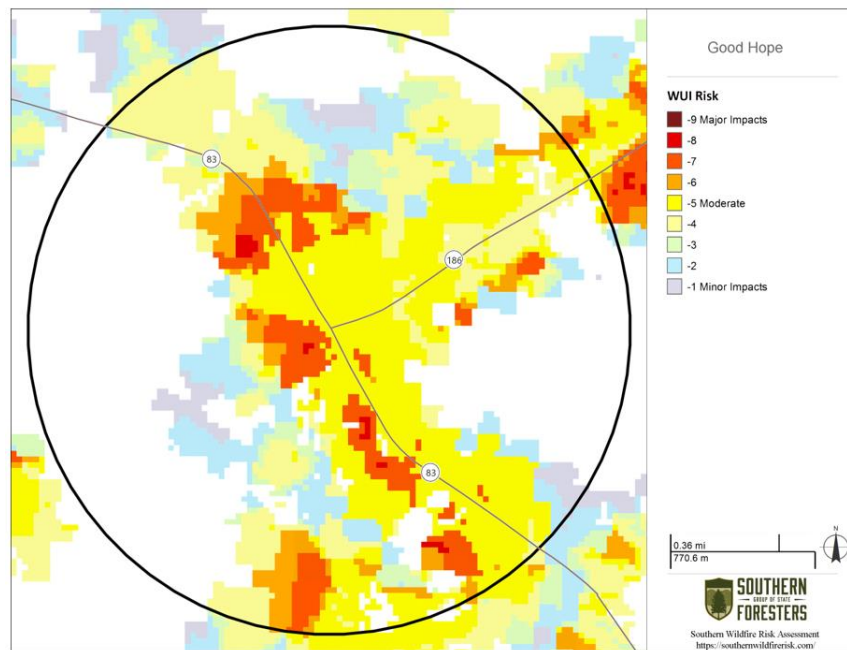 Good Hope
WUI Risk
-9 Major Impacts
-8
-7
-6
-5 Moderate
-4
-3
-2
-1 Minor Impacts
83
186
83
0.36 mi
770.6 m
N
SOUTHERN
GROUP OF STATE
FORESTERS
Southern Wildfire Risk Assessment
https://southernwildfirerisk.com/